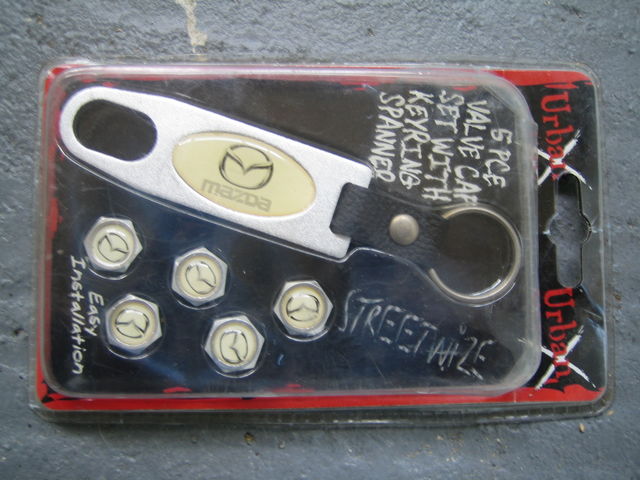 Urban X
5 PCE
VALVE CAP
SET WITH
KEYRING
SPANNER
mazda
Easy
Installation
STREETWIZE
Urban X